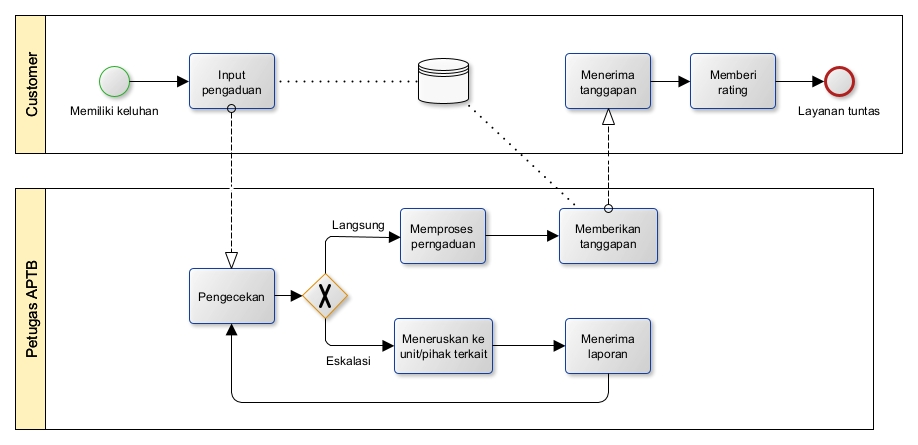 Customer
Memiliki keluhan
Input
pengaduan
Menerima
tanggapan
Memberi
rating
Layanan tuntas
Petugas APTB
Pengecekan
X
Langsung
Memproses
perngaduan
Memberikan
tanggapan
Eskalasi
Meneruskan ke
unit/pihak terkait
Menerima
laporan